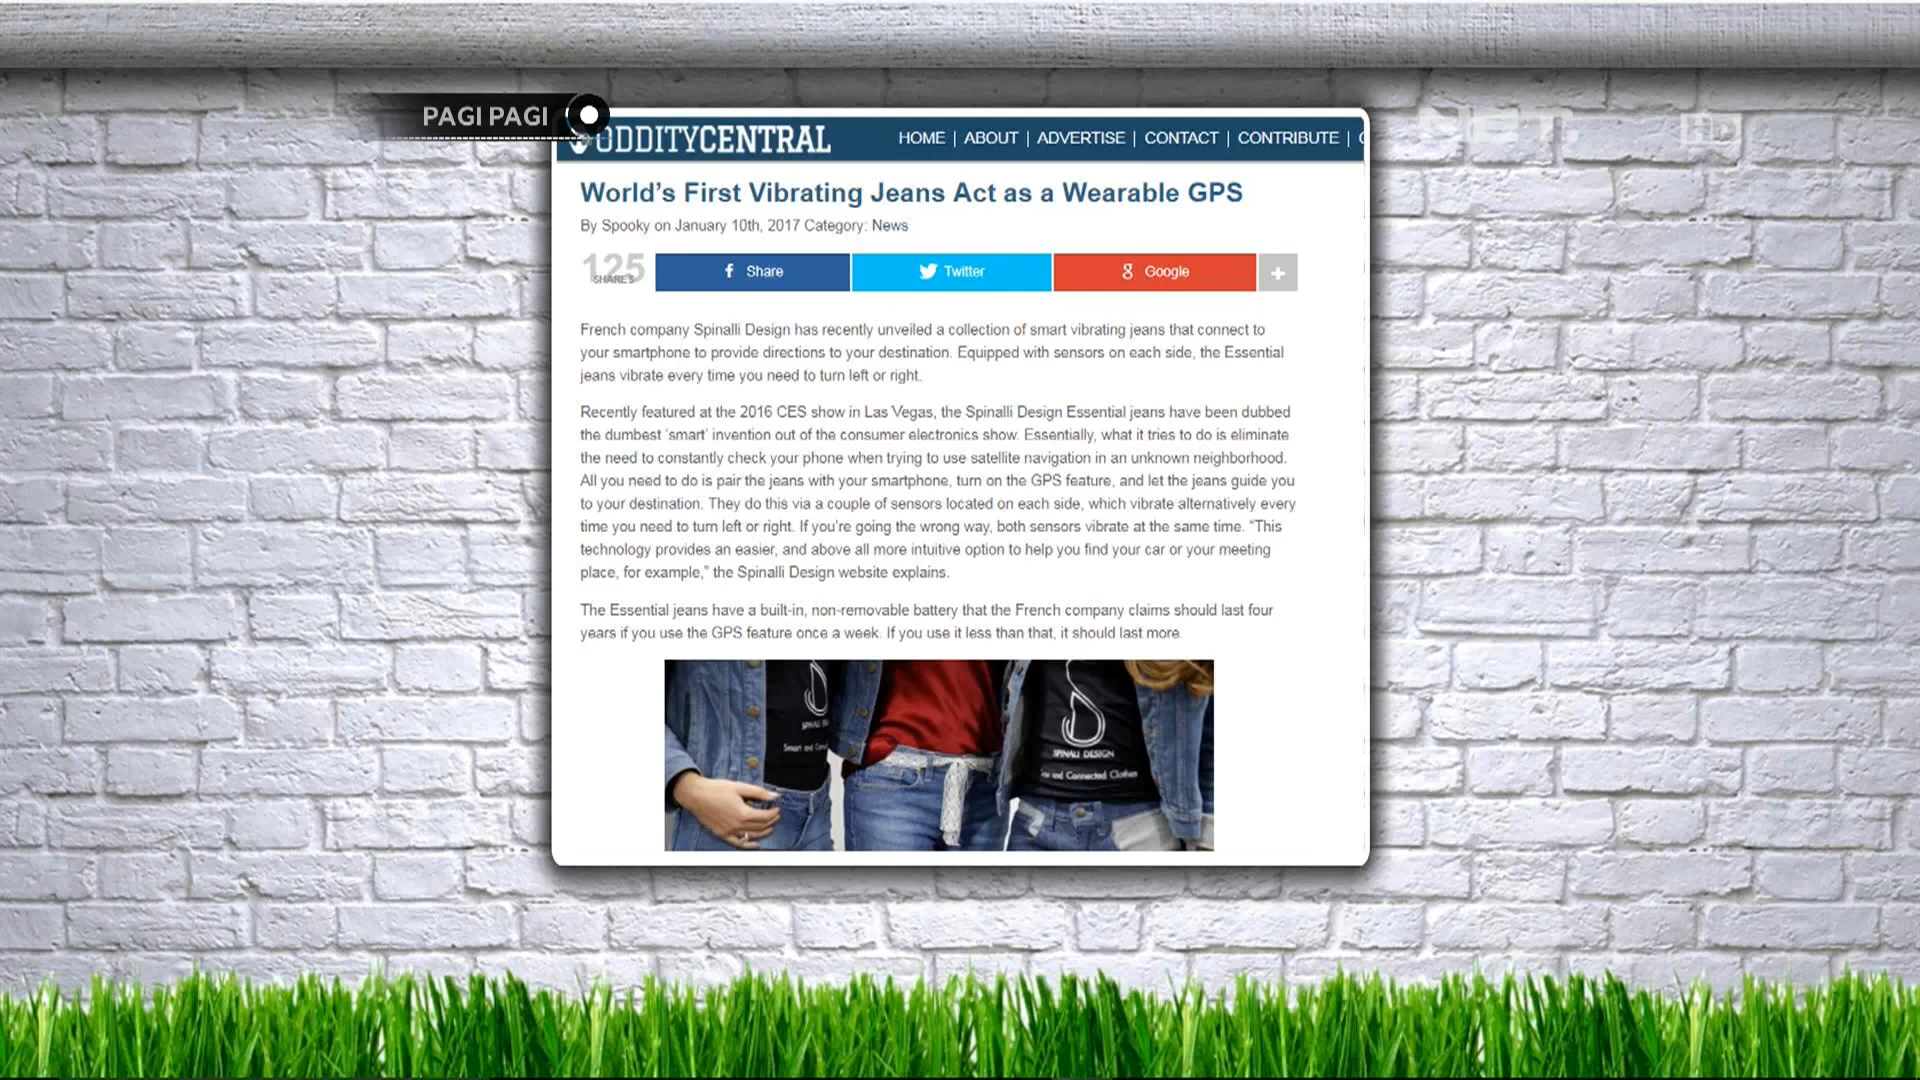 PAGI PAGI
NET.
HD
ODDITYCENTRAL
HOME | ABOUT | ADVERTISE | CONTACT | CONTRIBUTE |
World’s First Vibrating Jeans Act as a Wearable GPS
By Spooky on January 10th, 2017 Category: News
125
SHARES
Share
Twitter
Google
French company Spinalli Design has recently unveiled a collection of smart vibrating jeans that connect to
your smartphone to provide directions to your destination. Equipped with sensors on each side, the Essential
jeans vibrate every time you need to turn left or right.
Recently featured at the 2016 CES show in Las Vegas, the Spinalli Design Essential jeans have been dubbed
the dumbest ‘smart’ invention out of the consumer electronics show. Essentially, what it tries to do is eliminate
the need to constantly check your phone when trying to use satellite navigation in an unknown neighborhood.
All you need to do is pair the jeans with your smartphone, turn on the GPS feature, and let the jeans guide you
to your destination. They do this via a couple of sensors located on each side, which vibrate alternatively every
time you need to turn left or right. If you’re going the wrong way, both sensors vibrate at the same time. “This
technology provides an easier, and above all more intuitive option to help you find your car or your meeting
place, for example,” the Spinalli Design website explains.
The Essential jeans have a built-in, non-removable battery that the French company claims should last four
years if you use the GPS feature once a week. If you use it less than that, it should last more
SPINALI
Smart and
SPINALI DESIGN
and Connected Clothes